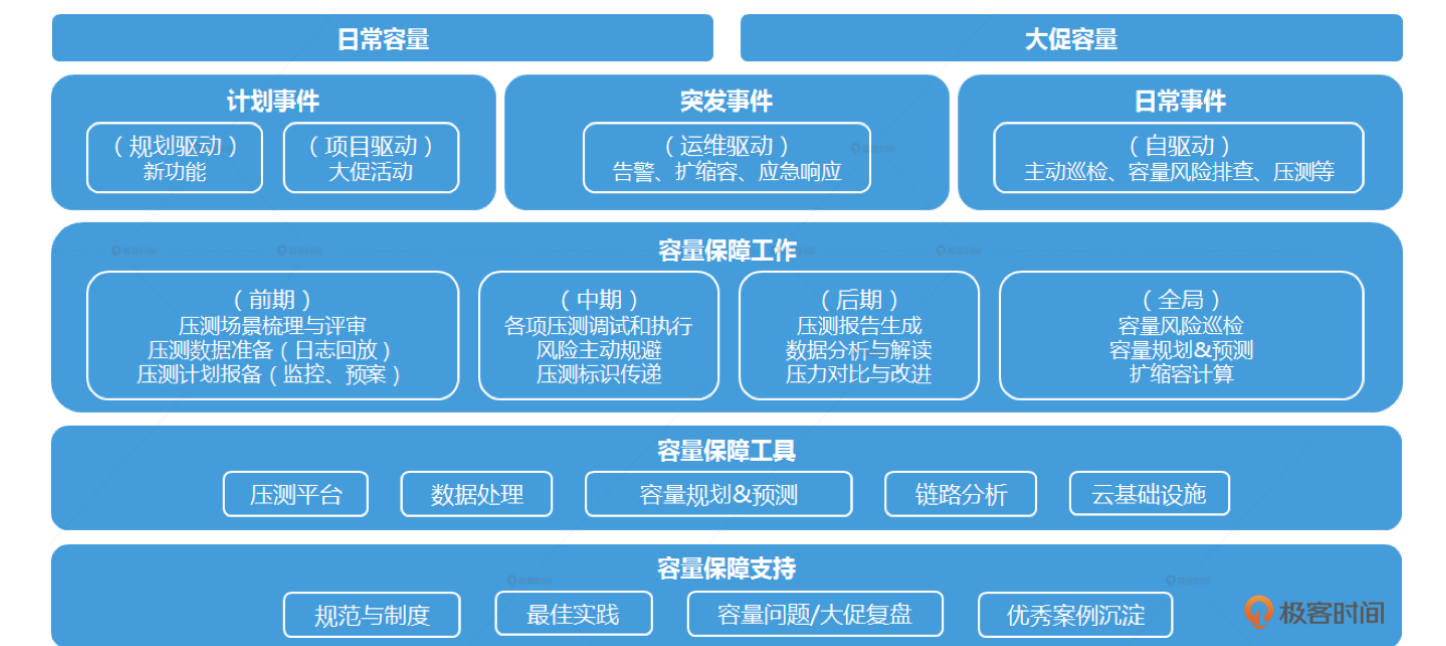 日常容量
大促容量
计划事件
（规划驱动）
新功能
（项目驱动）
大促活动
突发事件
（运维驱动）
告警、扩缩容、应急响应
日常事件
（自驱动）
主动巡检、容量风险排查、压测等
容量保障工作
（前期）
压测场景梳理与评审
压测数据准备（日志回放）
压测计划报备（监控、预案）
（中期）
各项压测调试和执行
风险主动规避
压测标识传递
（后期）
压测报告生成
数据分析与解读
压力对比与改进
（全局）
容量风险巡检
容量规划&预测
扩缩容计算
容量保障工具
压测平台
数据处理
容量规划&预测
链路分析
云基础设施
容量保障支持
规范与制度
最佳实践
容量问题/大促复盘
优秀案例沉淀
极客时间